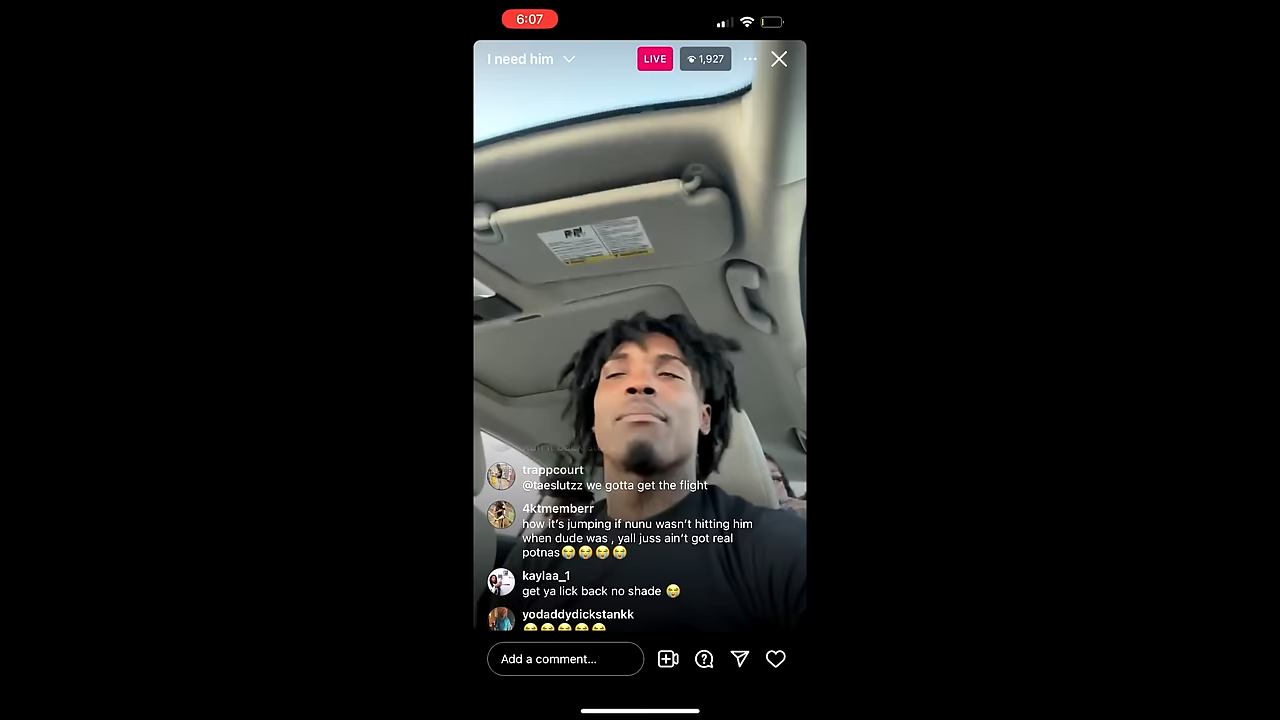 6:07
I need him
LIVE
1,927
trappcourt
@taeslutzz we gotta get the flight
4ktmemberr
how it's jumping if nunu wasn't hitting him
when dude was , yall juss ain't got real
potnas😭😭😭😭
kaylaa_1
get ya lick back no shade 😭
yodaddydickstankk
Add a comment...